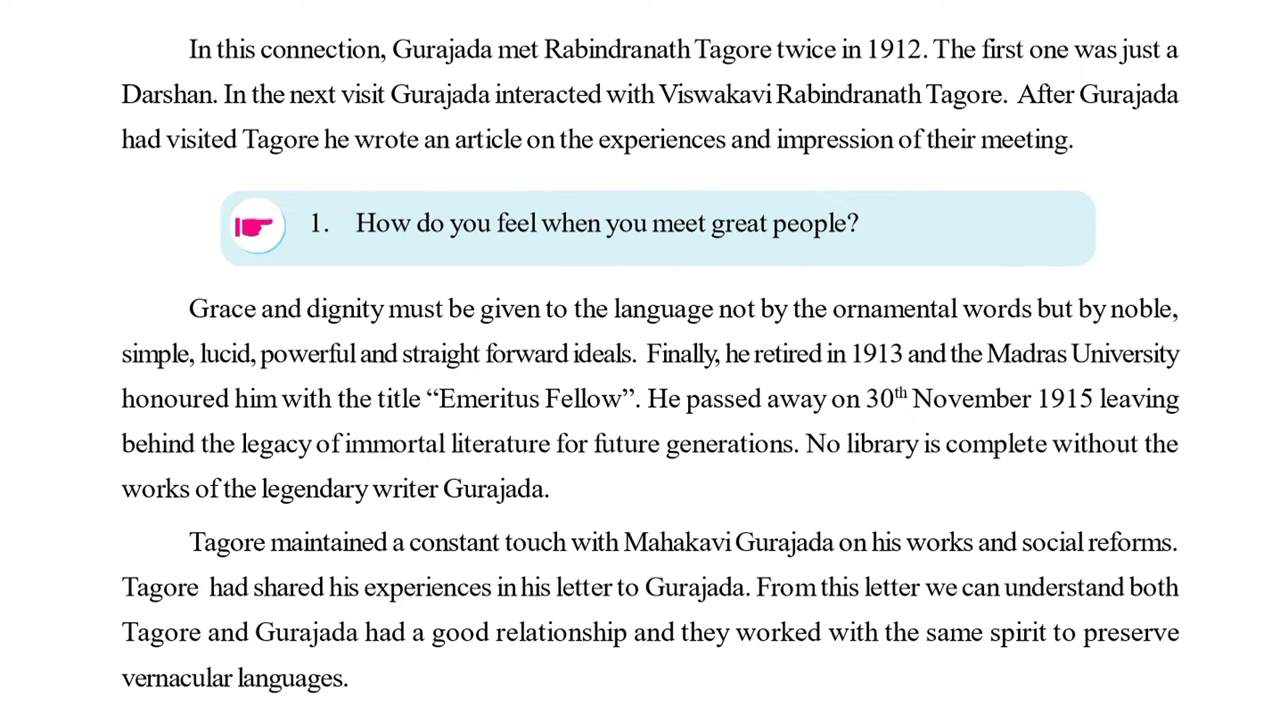 In this connection, Gurajada met Rabindranath Tagore twice in 1912. The first one was just a
Darshan. In the next visit Gurajada interacted with Viswakavi Rabindranath Tagore. After Gurajada
had visited Tagore he wrote an article on the experiences and impression of their meeting.
1. How do you feel when you meet great people?
Grace and dignity must be given to the language not by the ornamental words but by noble,
simple, lucid, powerful and straight forward ideals. Finally, he retired in 1913 and the Madras University
honoured him with the title “Emeritus Fellow”. He passed away on 30th November 1915 leaving
behind the legacy of immortal literature for future generations. No library is complete without the
works of the legendary writer Gurajada.
Tagore maintained a constant touch with Mahakavi Gurajada on his works and social reforms.
Tagore had shared his experiences in his letter to Gurajada. From this letter we can understand both
Tagore and Gurajada had a good relationship and they worked with the same spirit to preserve
vernacular languages.